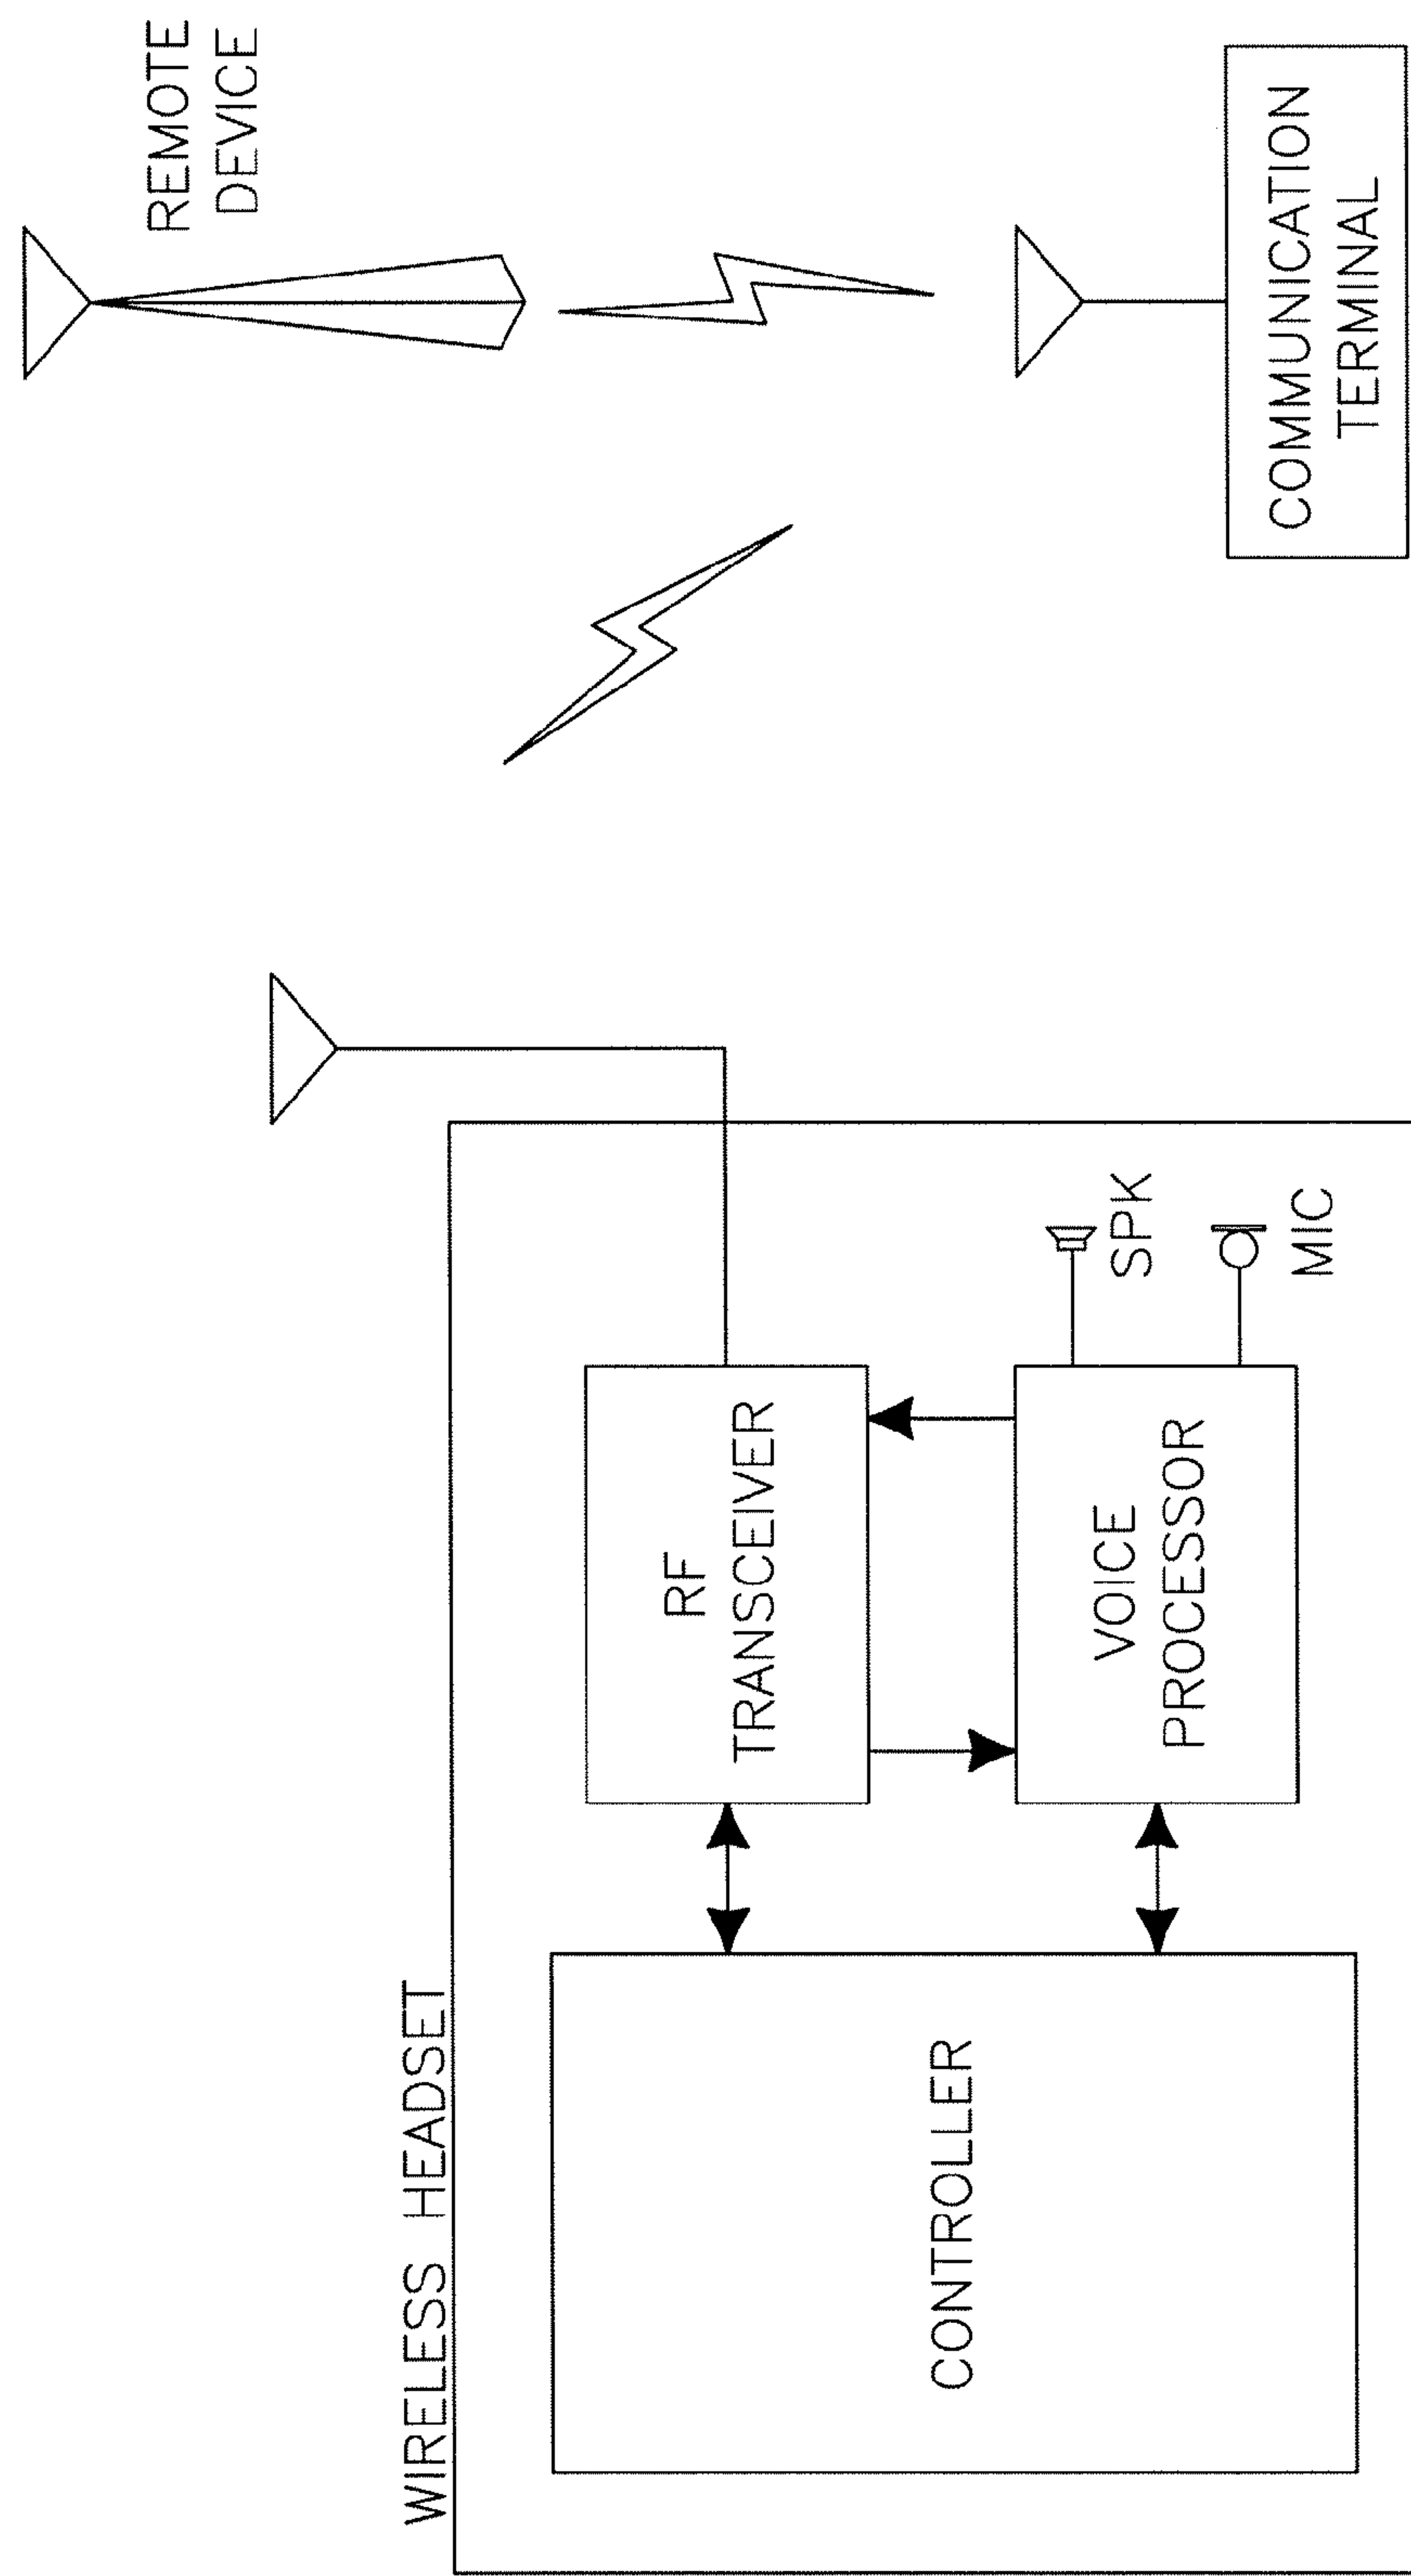 WIRELESS HEADSET
CONTROLLER
RF
TRANSCEIVER
VOICE
PROCESSOR
SPK
MIC
REMOTE
DEVICE
COMMUNICATION
TERMINAL